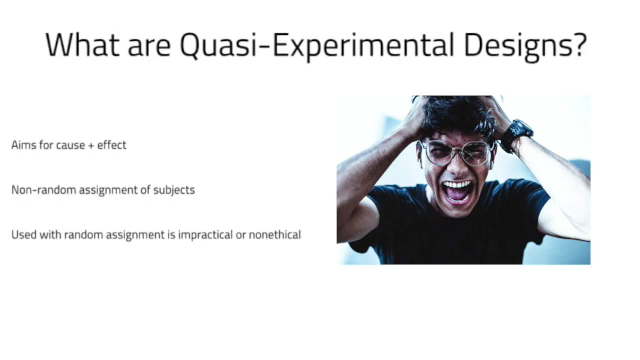 What are Quasi-Experimental Designs?
Aims for cause + effect
Non-random assignment of subjects
Used with random assignment is impractical or nonethical